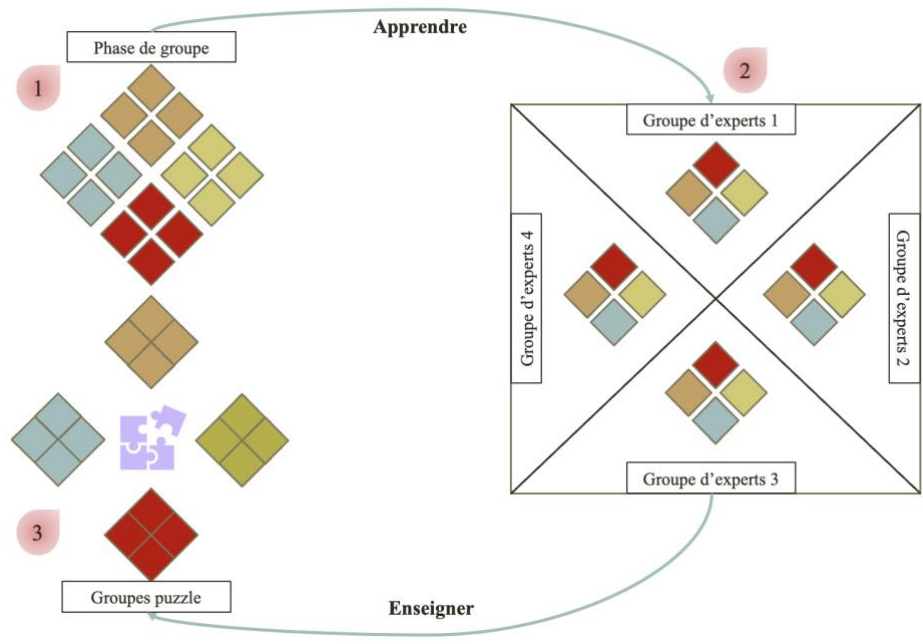 Apprendre
Phase de groupe
1
2
Groupe d'experts 1
Groupe d'experts 4
Groupe d'experts 2
Groupe d'experts 3
3
Groupes puzzle
Enseigner